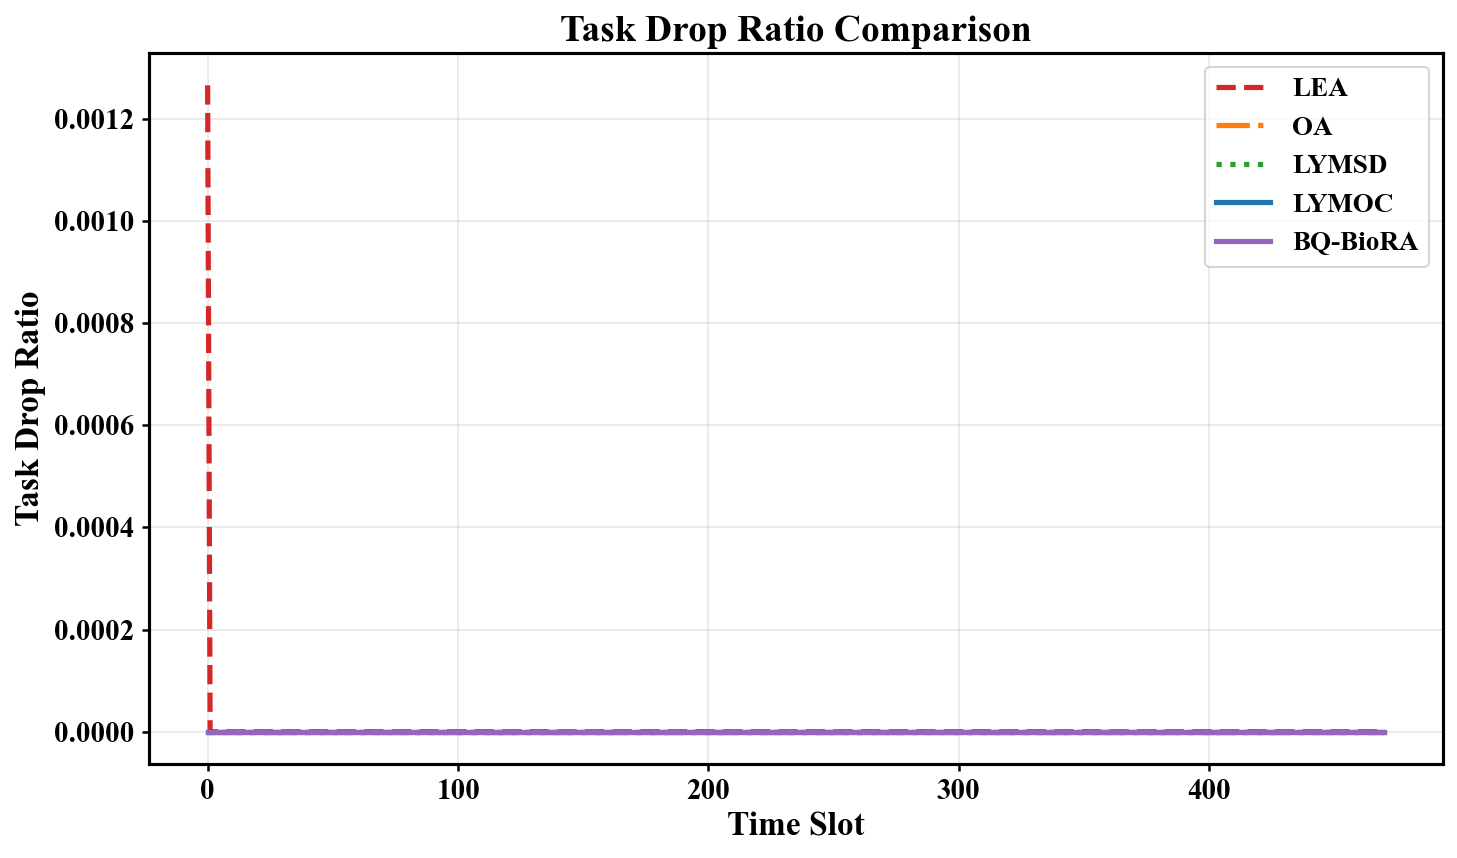 Task Drop Ratio Comparison
Task Drop Ratio
0.0012
0.0010
0.0008
0.0006
0.0004
0.0002
0.0000
LEA
OA
LYMSD
LYMOC
BQ-BioRA
0 100 200 300 400
Time Slot